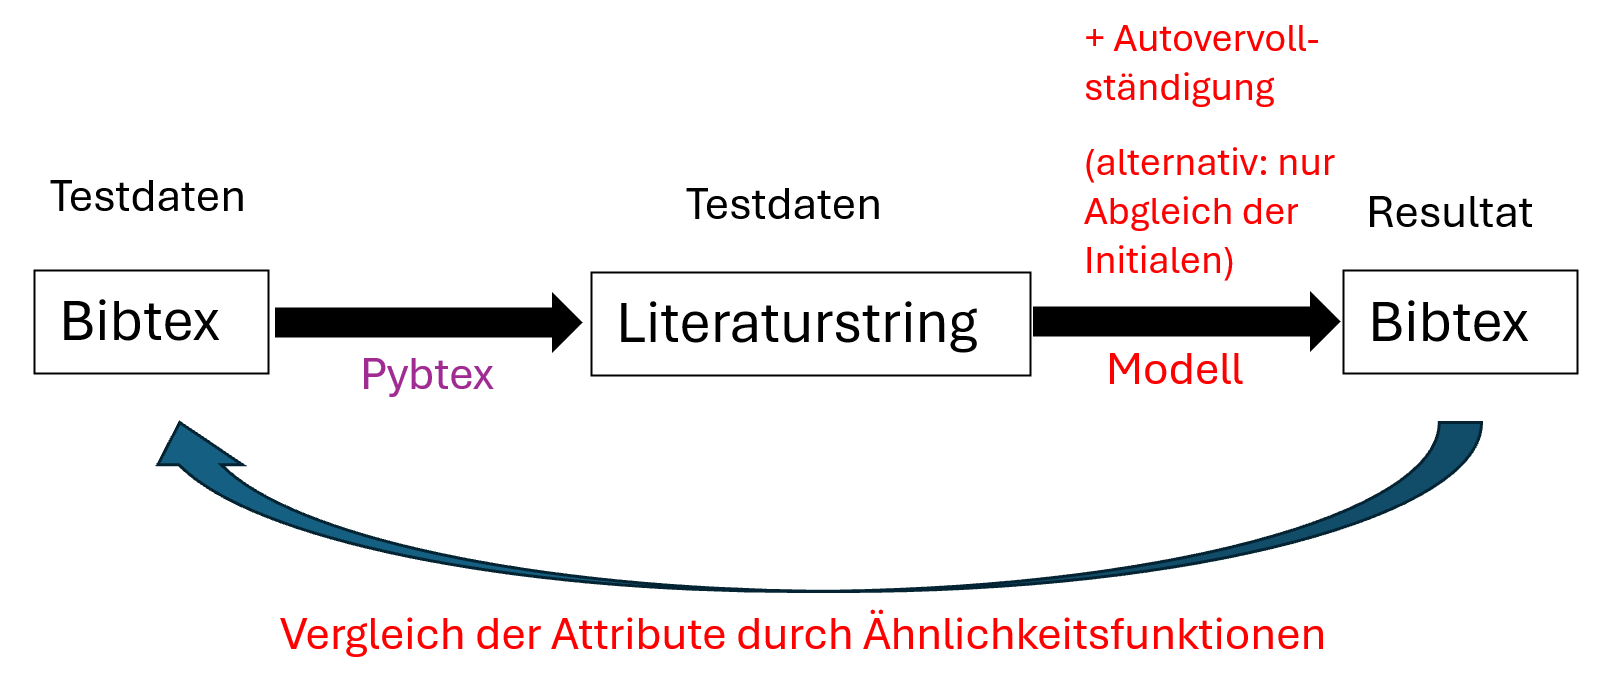 + Autovervoll-
ständigung
(alternativ: nur
Abgleich der
Initialen)
Testdaten
Testdaten
Resultat
Bibtex
Literaturstring
Bibtex
Pybtex
Modell
Vergleich der Attribute durch Ähnlichkeitsfunktionen